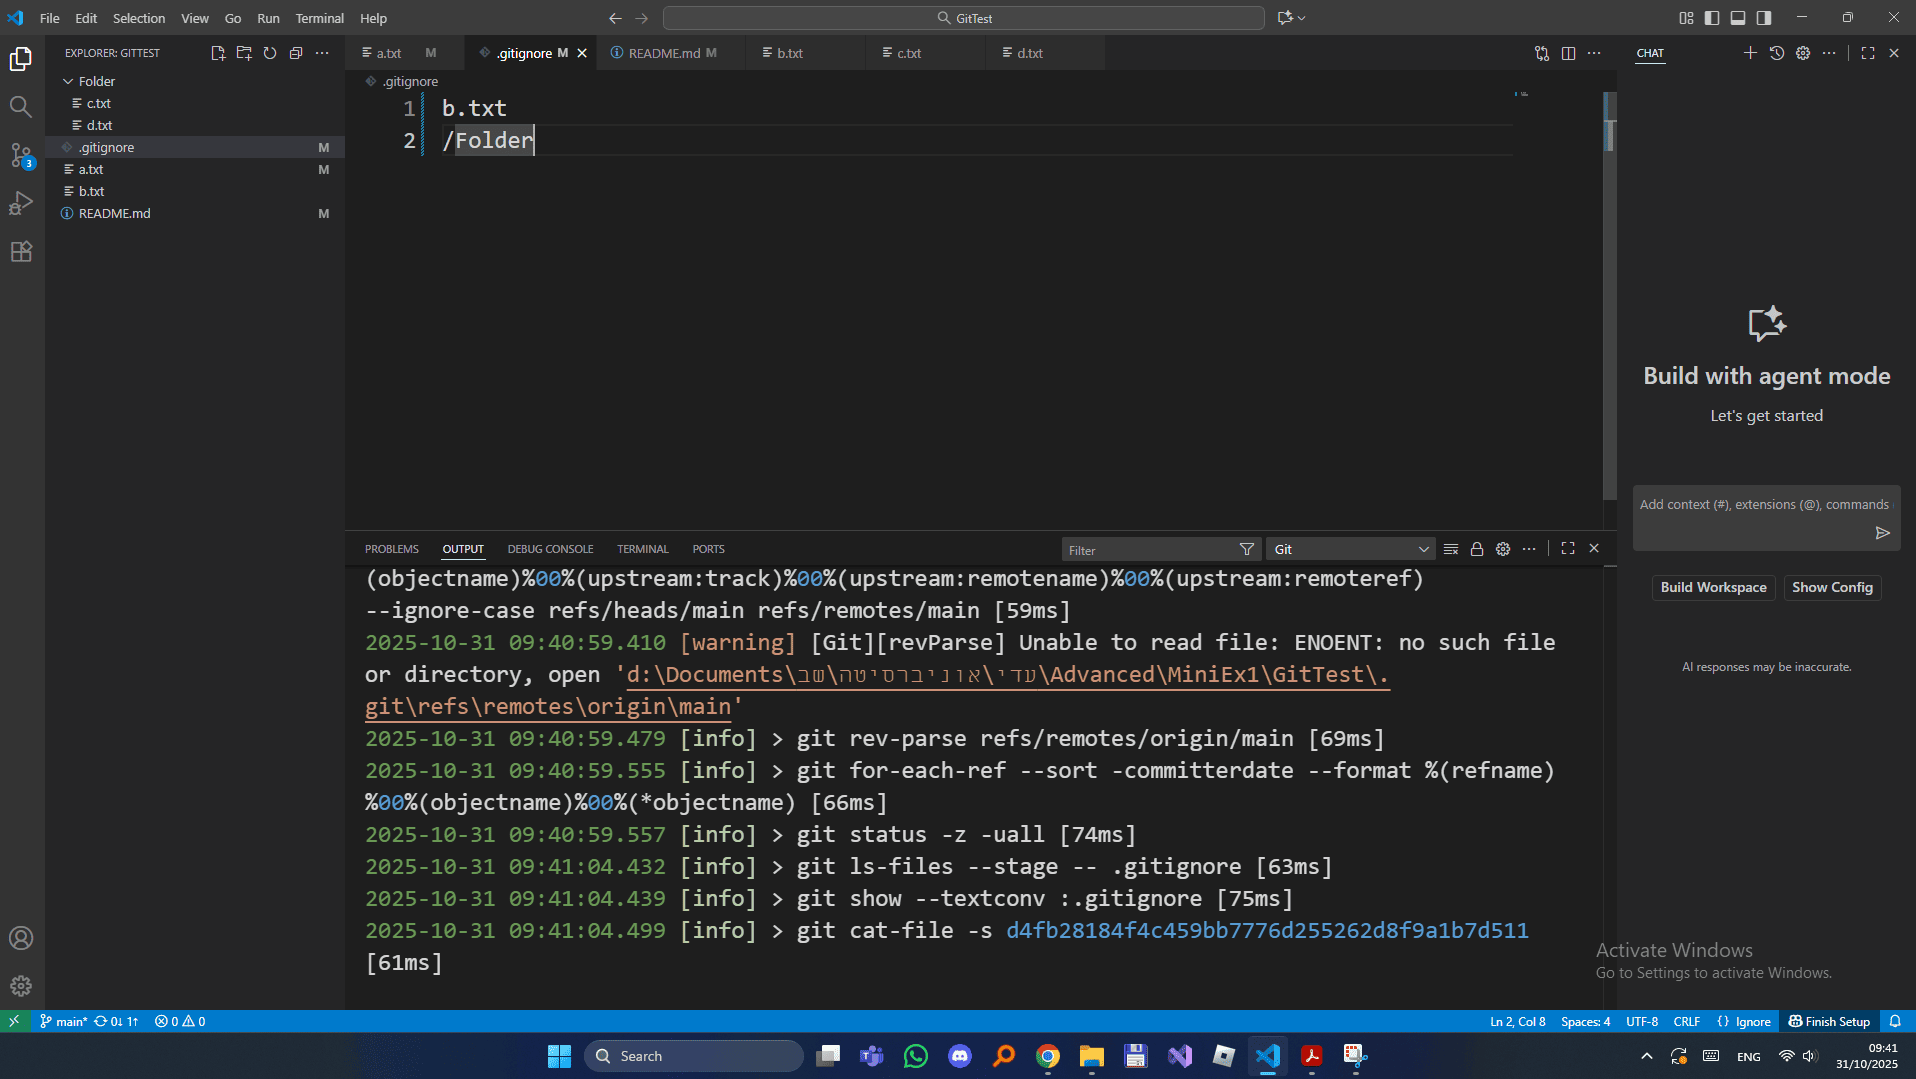 File Edit Selection View Go Run Terminal Help
GitTest
EXPLORER: GITTEST
Folder
c.txt
d.txt
.gitignore M
a.txt M
b.txt
README.md M
3
a.txt M
.gitignore M
README.md M
b.txt
c.txt
d.txt
.gitignore
1 b.txt
2 /Folder
PROBLEMS OUTPUT DEBUG CONSOLE TERMINAL PORTS
Filter
Git
(objectname)%00%(upstream:track)%00%(upstream:remotename)%00%(upstream:remoteref)
--ignore-case refs/heads/main refs/remotes/main [59ms]
2025-10-31 09:40:59.410 [warning] [Git][revParse] Unable to read file: ENOENT: no such file
or directory, open 'd:\Documents\עדי\אוניברסיטה\שב\Advanced\MiniEx1\GitTest\.
git\refs\remotes\origin\main'
2025-10-31 09:40:59.479 [info] > git rev-parse refs/remotes/origin/main [69ms]
2025-10-31 09:40:59.555 [info] > git for-each-ref --sort -committerdate --format %(refname)
%00%(objectname)%00%(*objectname) [66ms]
2025-10-31 09:40:59.557 [info] > git status -z -uall [74ms]
2025-10-31 09:41:04.432 [info] > git ls-files --stage -- .gitignore [63ms]
2025-10-31 09:41:04.439 [info] > git show --textconv :.gitignore [75ms]
2025-10-31 09:41:04.499 [info] > git cat-file -s d4fb28184f4c459bb7776d255262d8f9a1b7d511
[61ms]
CHAT
Build with agent mode
Let's get started
Add context (#), extensions (@), commands
Build Workspace Show Config
AI responses may be inaccurate.
Activate Windows
Go to Settings to activate Windows.
main* 0↓ 1↑ 0 0
Ln 2, Col 8 Spaces: 4 UTF-8 CRLF {} Ignore Finish Setup
Search
ENG
09:41
31/10/2025